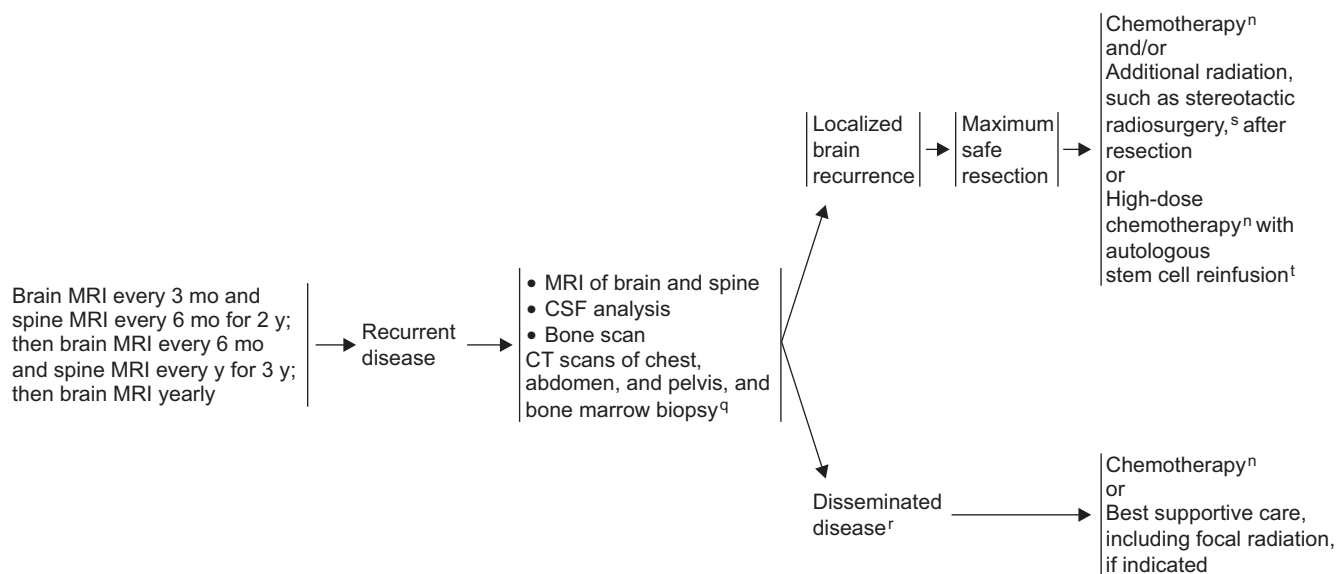 Brain MRI every 3 mo and
spine MRI every 6 mo for 2 y;
then brain MRI every 6 mo
and spine MRI every y for 3 y;
then brain MRI yearly
Recurrent
disease
• MRI of brain and spine
• CSF analysis
• Bone scan
CT scans of chest,
abdomen, and pelvis, and
bone marrow biopsyq
Localized
brain
recurrence
Maximum
safe
resection
Chemotherapyn
and/or
Additional radiation,
such as stereotactic
radiosurgery,s after
resection
or
High-dose
chemotherapyn with
autologous
stem cell reinfusiont
Disseminated
diseaser
Chemotherapyn
or
Best supportive care,
including focal radiation,
if indicated